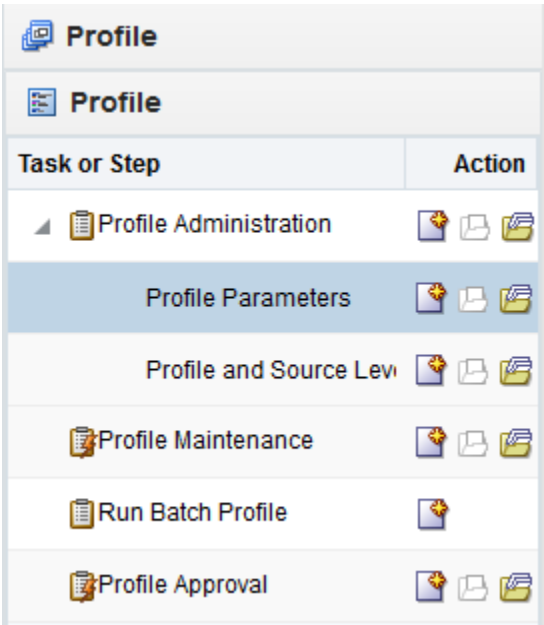 Profile
Profile
Task or Step Action
Profile Administration
Profile Parameters
Profile and Source
Profile Maintenance
Run Batch Profile
Profile Approval